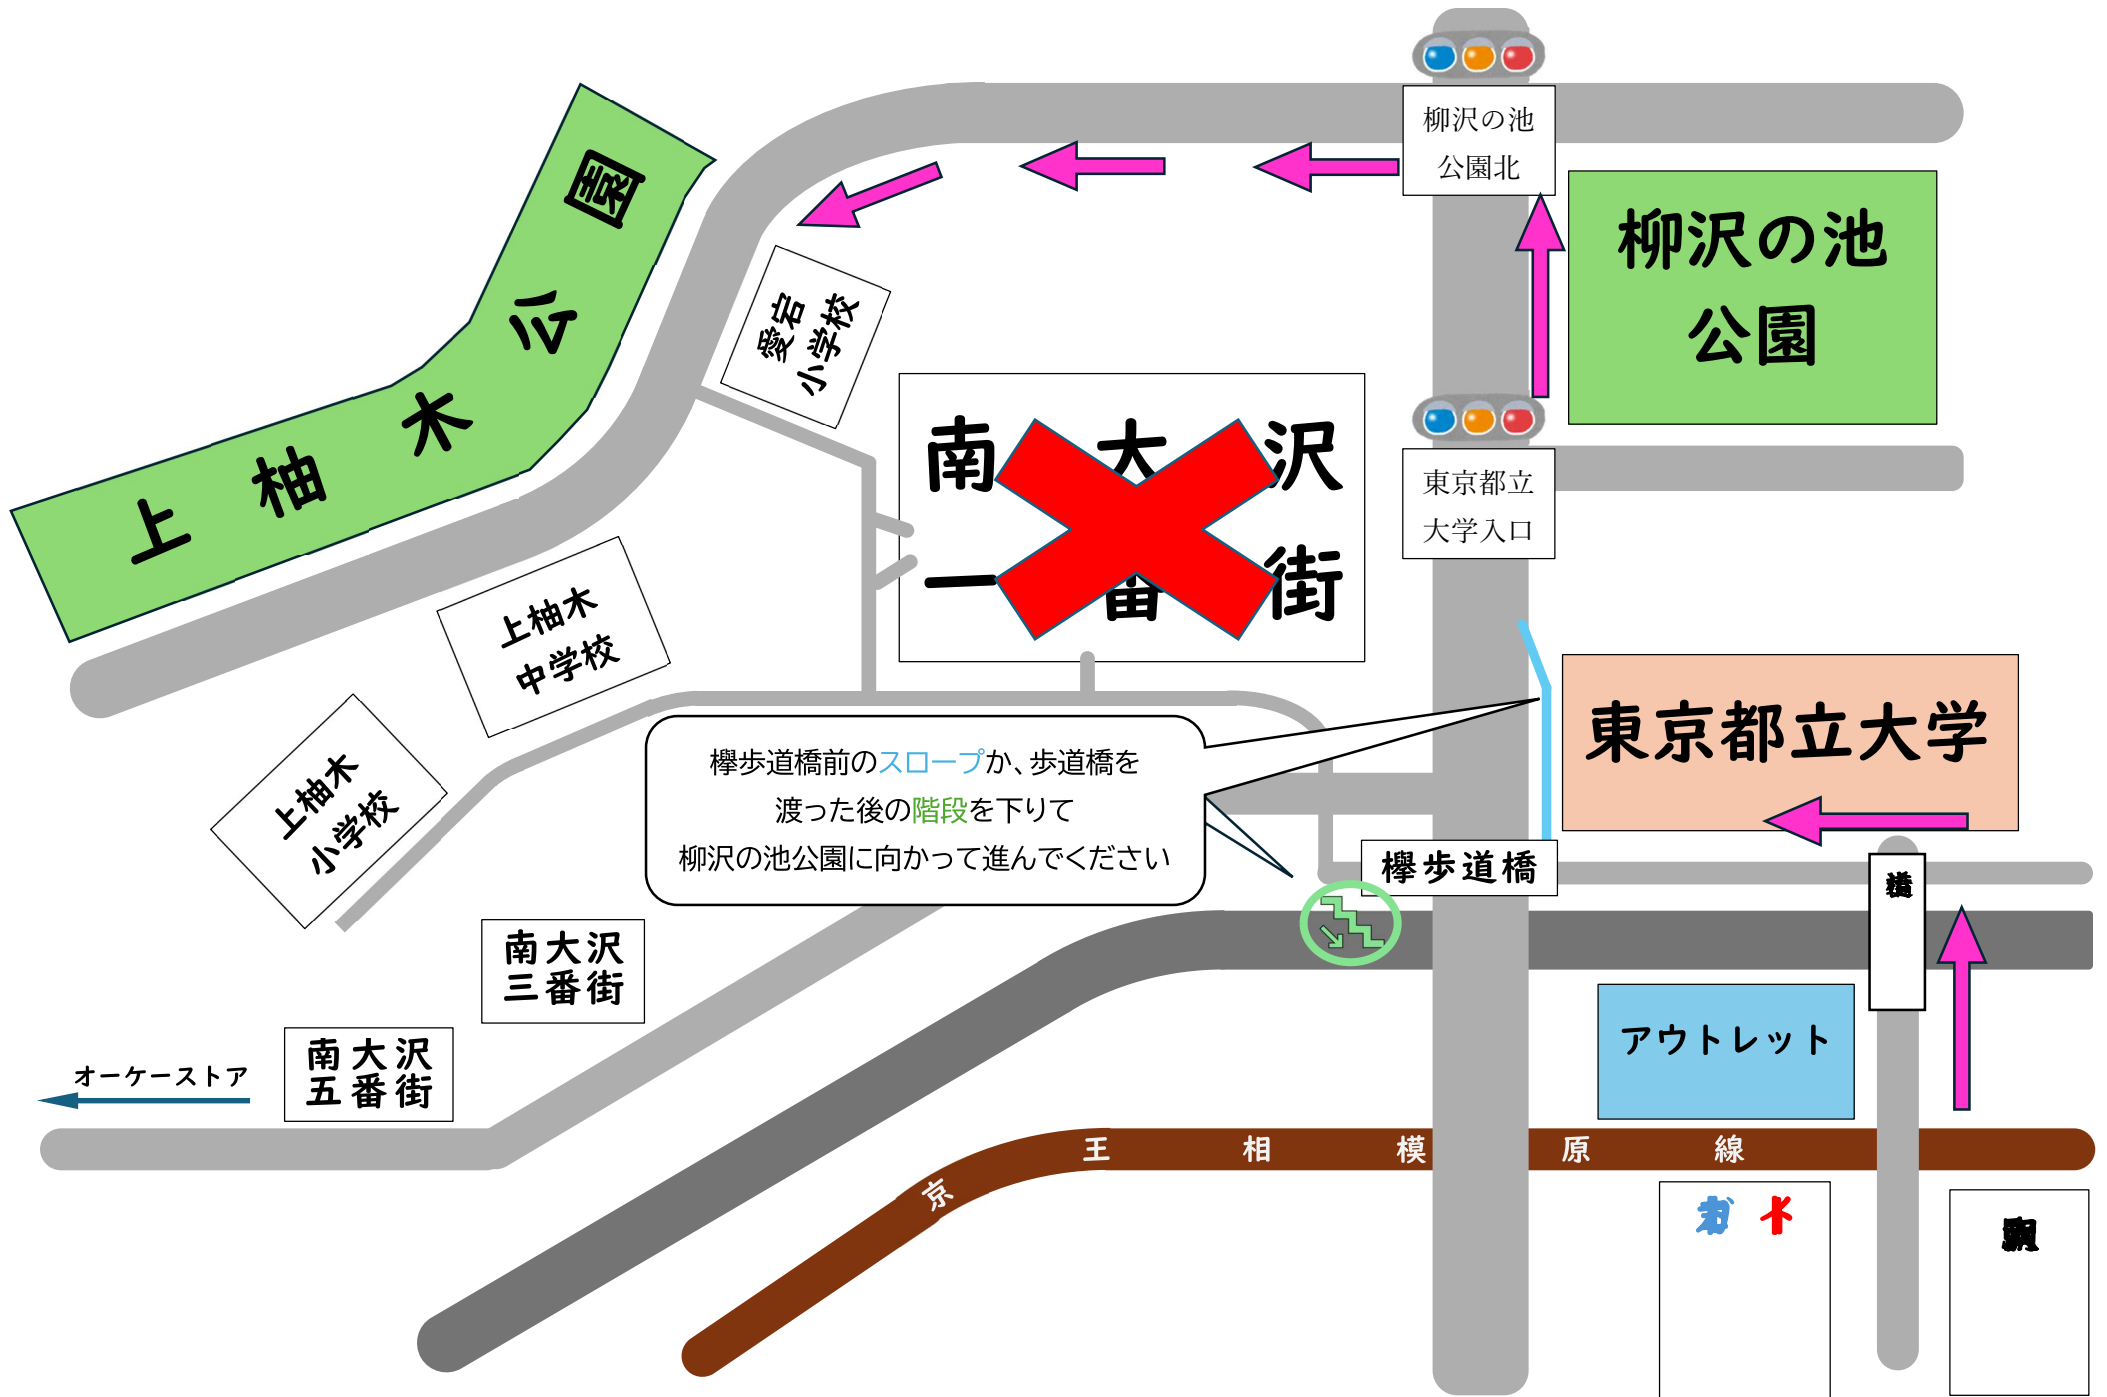 柳沢の池
公園北
柳沢の池
公園
上柚木公園
愛宕
小学校
南大沢
一番街
東京都立
大学入口
上柚木
中学校
東京都立大学
上柚木
小学校
欅歩道橋前のスロープか、歩道橋を
渡った後の階段を下りて
柳沢の池公園に向かって進んでください
欅歩道橋
南大沢
三番街
アウトレット
南大沢
五番街
オーケーストア
京王相模原線